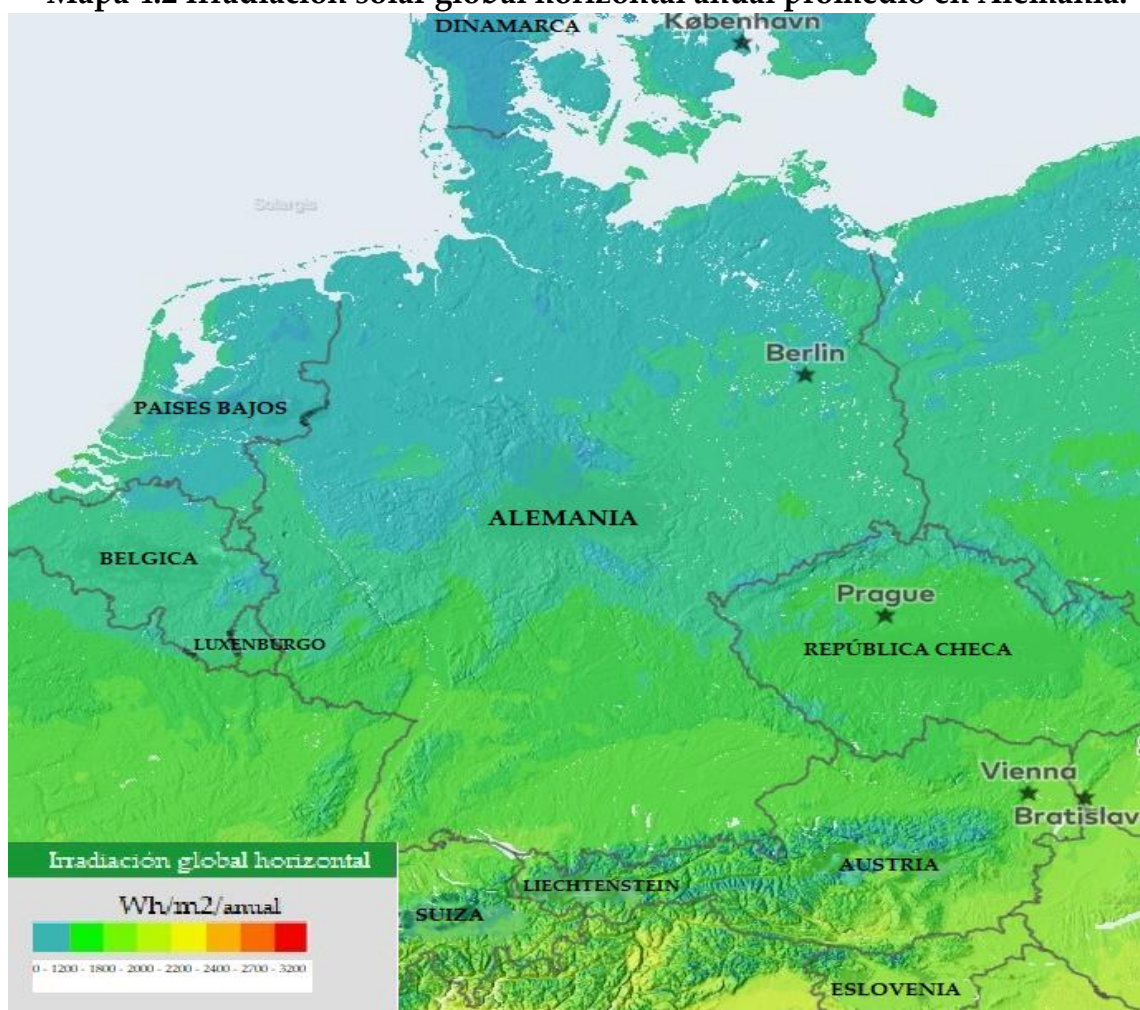 Mapa 1.2 Irradiación solar global horizontal anual promedio en Alemania.
DINAMARCA
København
Solargis
Berlin
PAISES BAJOS
ALEMANIA
BELGICA
Prague
LUXENBURGO
REPÚBLICA CHECA
Vienna
Bratislav
Irradiación global horizontal
AUSTRIA
LIECHTENSTEIN
Wh/m2/anual
SUIZA
0 - 1200 - 1800 - 2000 - 2200 - 2400 - 2700 - 3200
ESLOVENIA